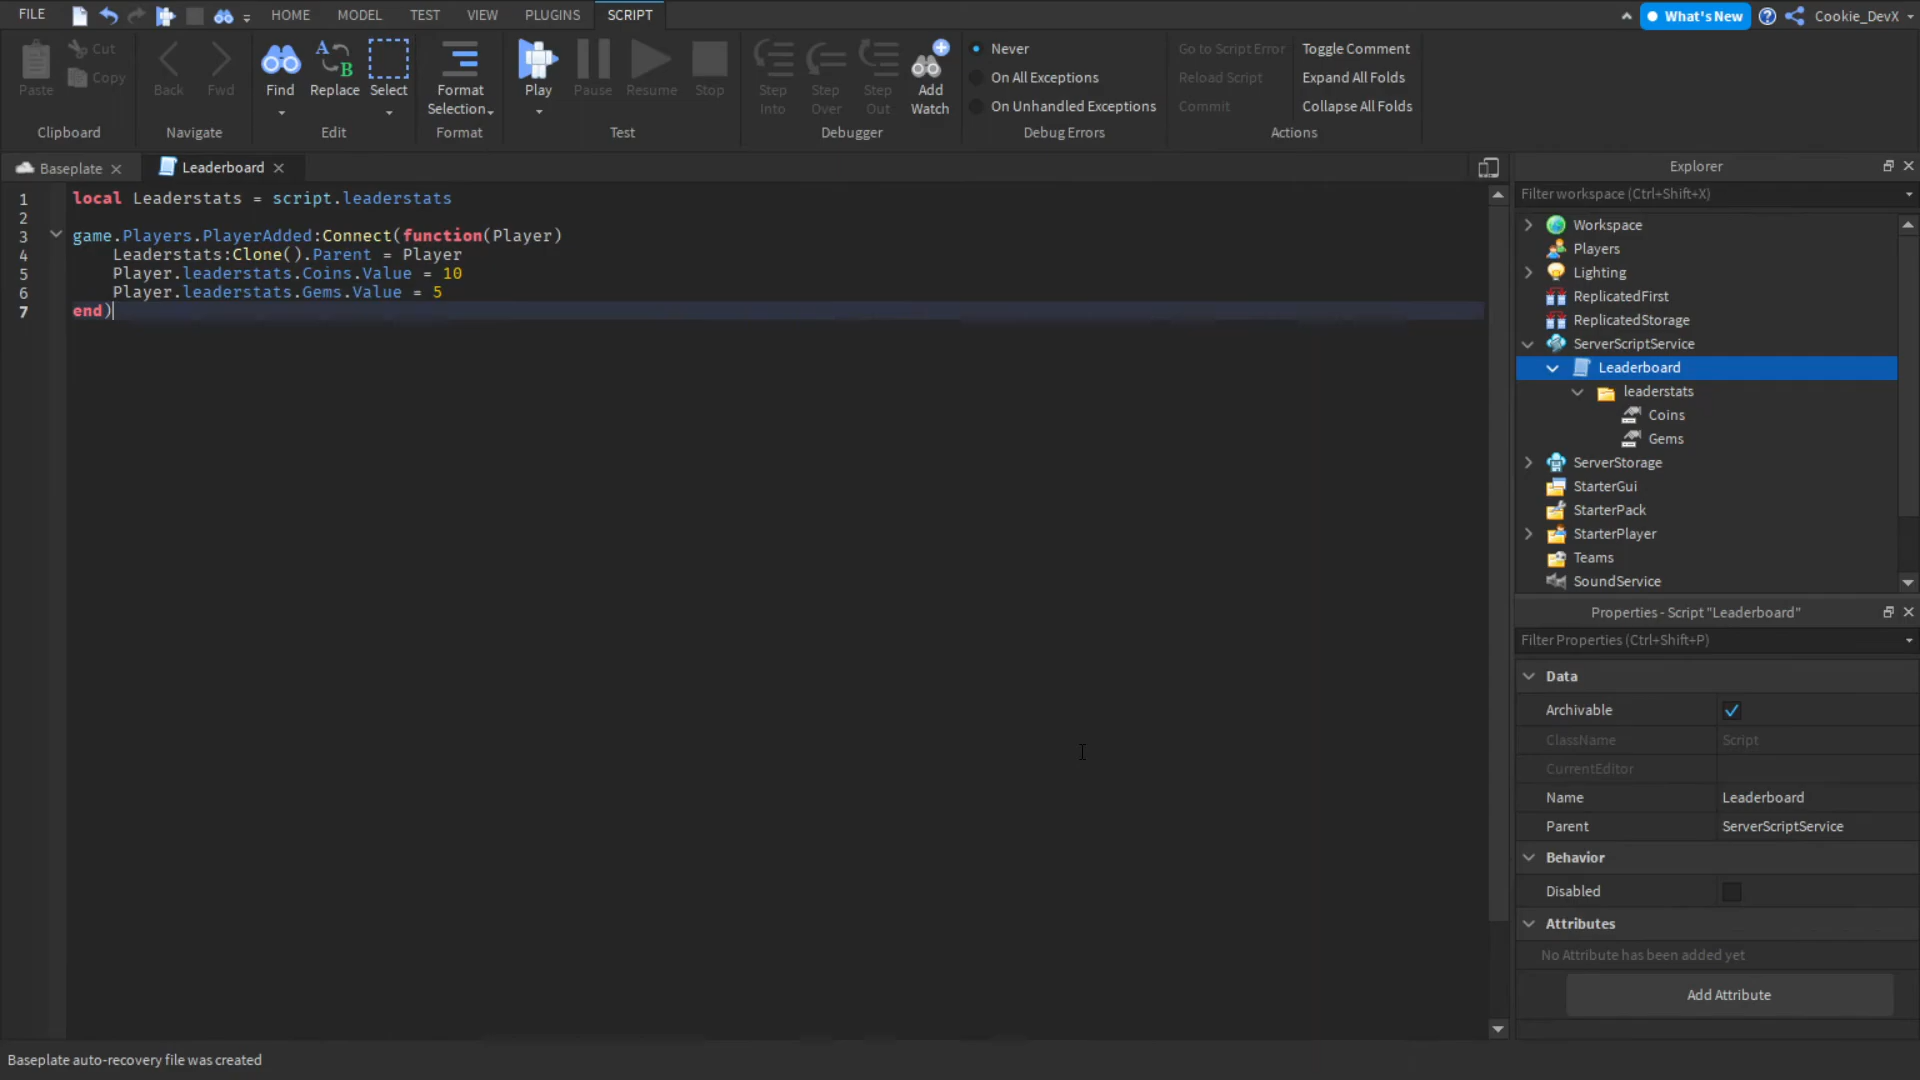 FILE HOME MODEL TEST VIEW PLUGINS SCRIPT What's New Cookie_DevX
Paste Cut Copy Back Fwd Find Replace Select Format Selection Play Pause Resume Stop Step Into Step Over Step Out Add Watch
Never
On All Exceptions
On Unhandled Exceptions
Go to Script Error
Reload Script
Commit
Toggle Comment
Expand All Folds
Collapse All Folds
Clipboard Navigate Edit Format Test Debugger Debug Errors Actions
Baseplate Leaderboard
1 local Leaderstats = script.leaderstats
2
3 game.Players.PlayerAdded:Connect(function(Player)
4 Leaderstats:Clone().Parent = Player
5 Player.leaderstats.Coins.Value = 10
6 Player.leaderstats.Gems.Value = 5
7 end)
Explorer
Filter workspace (Ctrl+Shift+X)
Workspace
Players
Lighting
ReplicatedFirst
ReplicatedStorage
ServerScriptService
Leaderboard
leaderstats
Coins
Gems
ServerStorage
StarterGui
StarterPack
StarterPlayer
Teams
SoundService
Properties - Script "Leaderboard"
Filter Properties (Ctrl+Shift+P)
Data
Archivable
ClassName Script
CurrentEditor
Name Leaderboard
Parent ServerScriptService
Behavior
Disabled
Attributes
No Attribute has been added yet
Add Attribute
Baseplate auto-recovery file was created